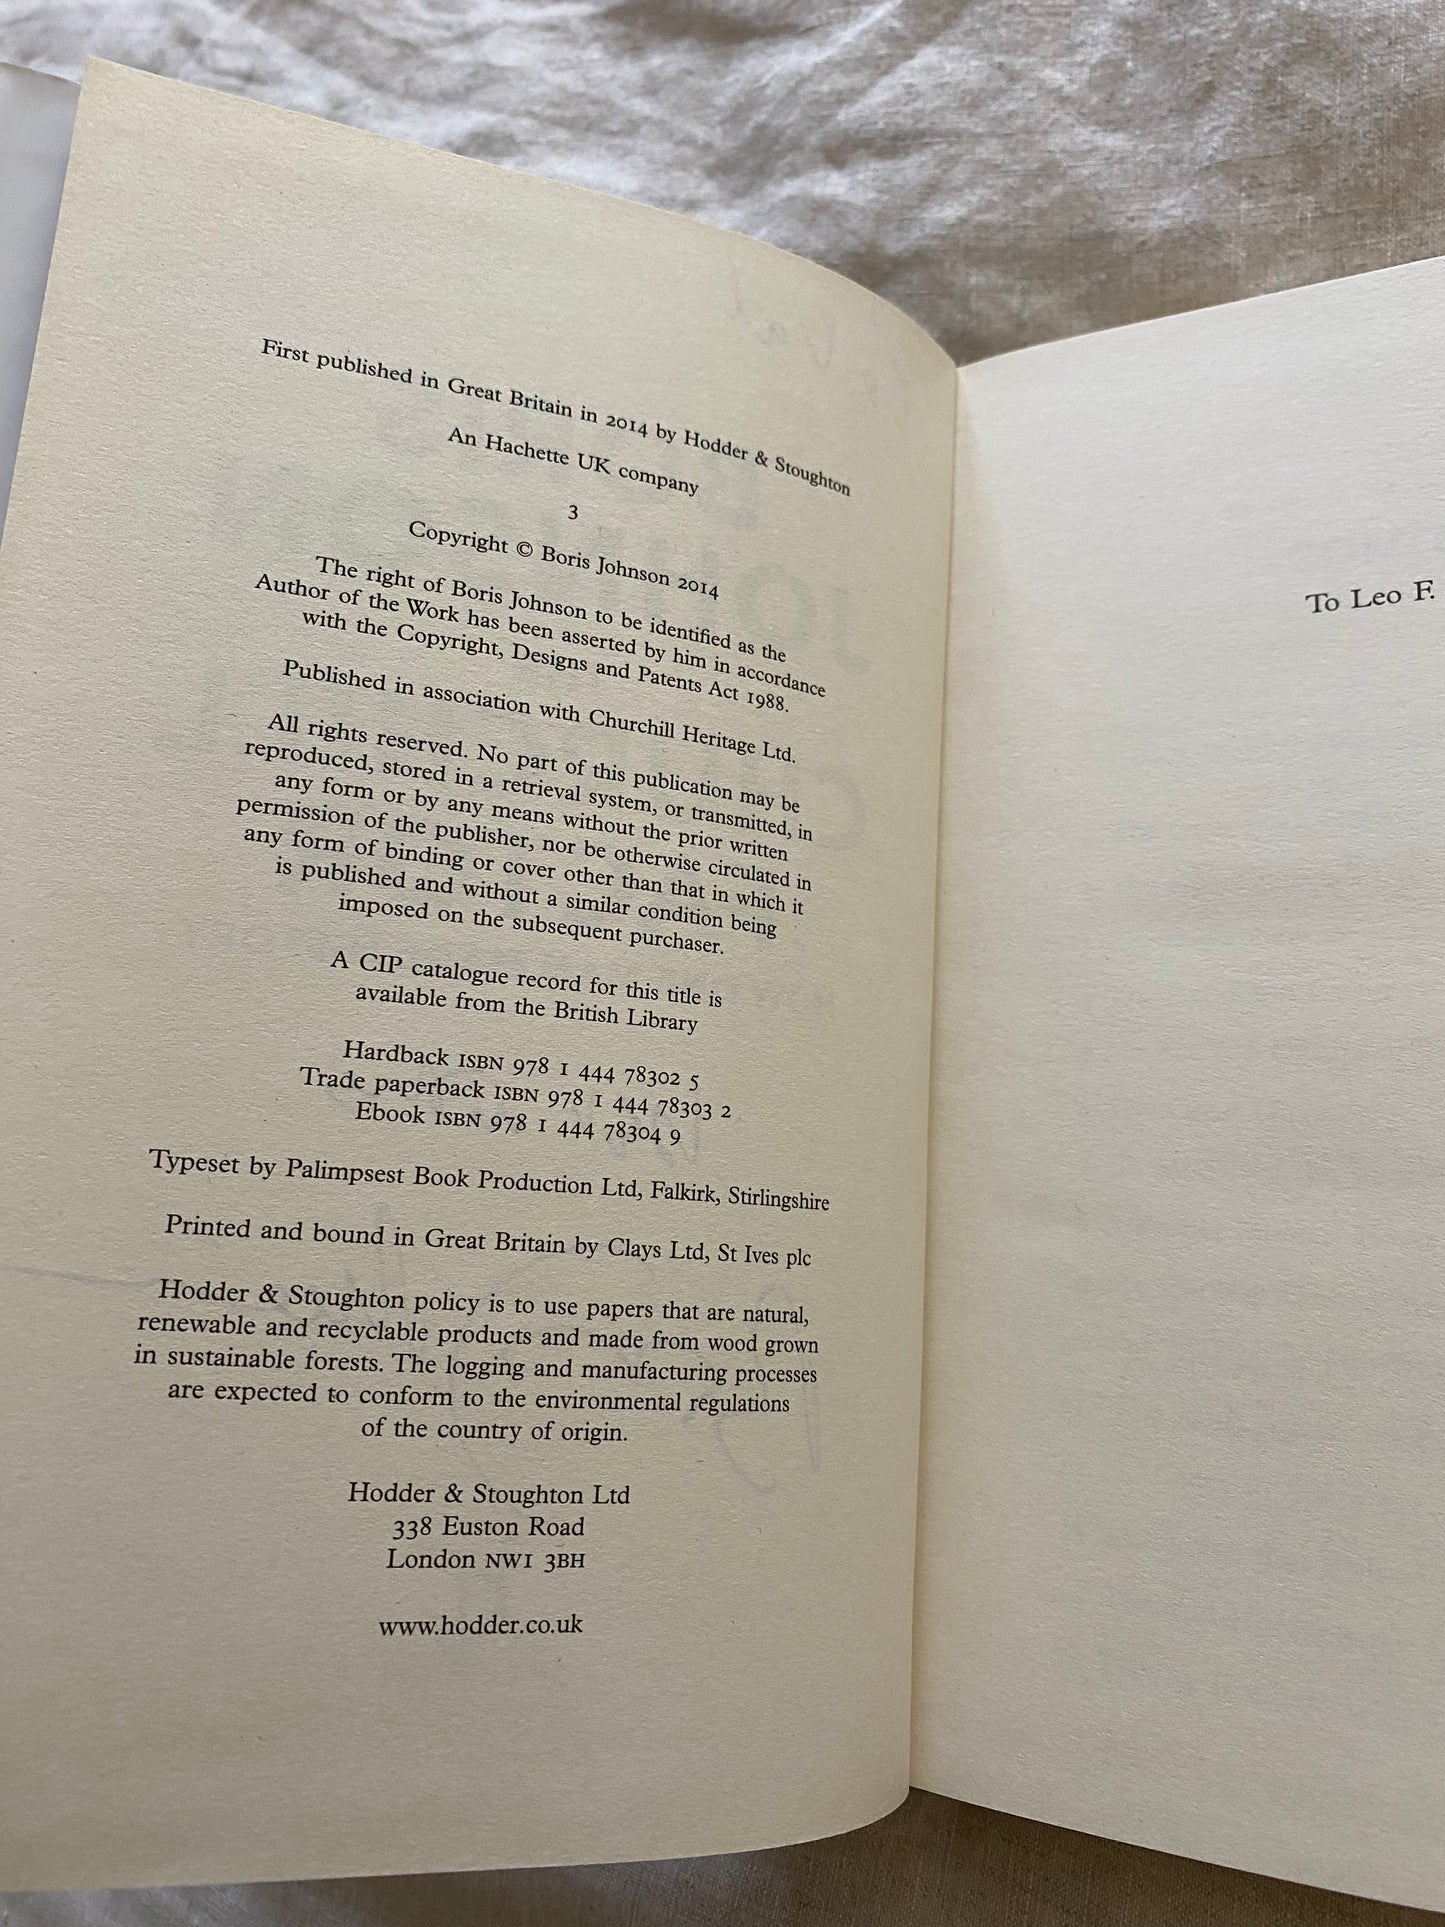 First published in Great Britain in 2014 by Hodder & Stoughton
An Hachette UK company
3
Copyright © Boris Johnson 2014
The right of Boris Johnson to be identified as the
Author of the Work has been asserted by him in accordance
with the Copyright, Designs and Patents Act 1988.
Published in association with Churchill Heritage Ltd.
All rights reserved. No part of this publication may be
reproduced, stored in a retrieval system, or transmitted, in
any form or by any means without the prior written
permission of the publisher, nor be otherwise circulated in
any form of binding or cover other than that in which it
is published and without a similar condition being
imposed on the subsequent purchaser.
A CIP catalogue record for this title is
available from the British Library
Hardback ISBN 978 1 444 78302 5
Trade paperback ISBN 978 1 444 78303 2
Ebook ISBN 978 1 444 78304 9
Typeset by Palimpsest Book Production Ltd, Falkirk, Stirlingshire
Printed and bound in Great Britain by Clays Ltd, St Ives plc
Hodder & Stoughton policy is to use papers that are natural,
renewable and recyclable products and made from wood grown
in sustainable forests. The logging and manufacturing processes
are expected to conform to the environmental regulations
of the country of origin.
Hodder & Stoughton Ltd
338 Euston Road
London NW1 3BH
www.hodder.co.uk
To Leo F.